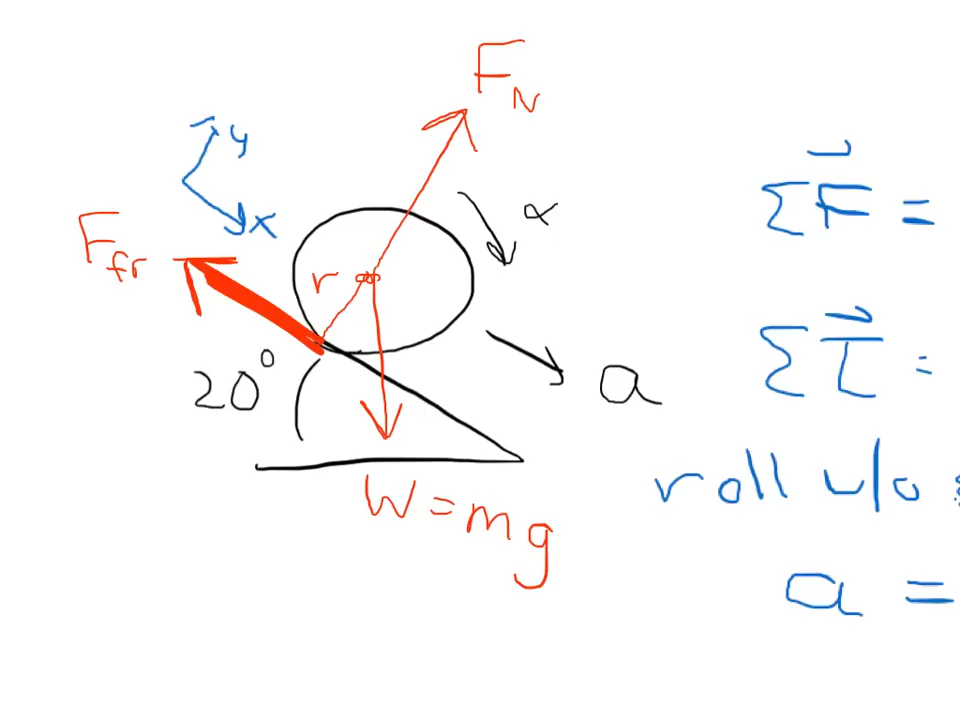 F_N
y
x
α
F_fr
r
ΣF⃗ =
20°
a
Στ⃗ =
W = mg
roll w/o
a =